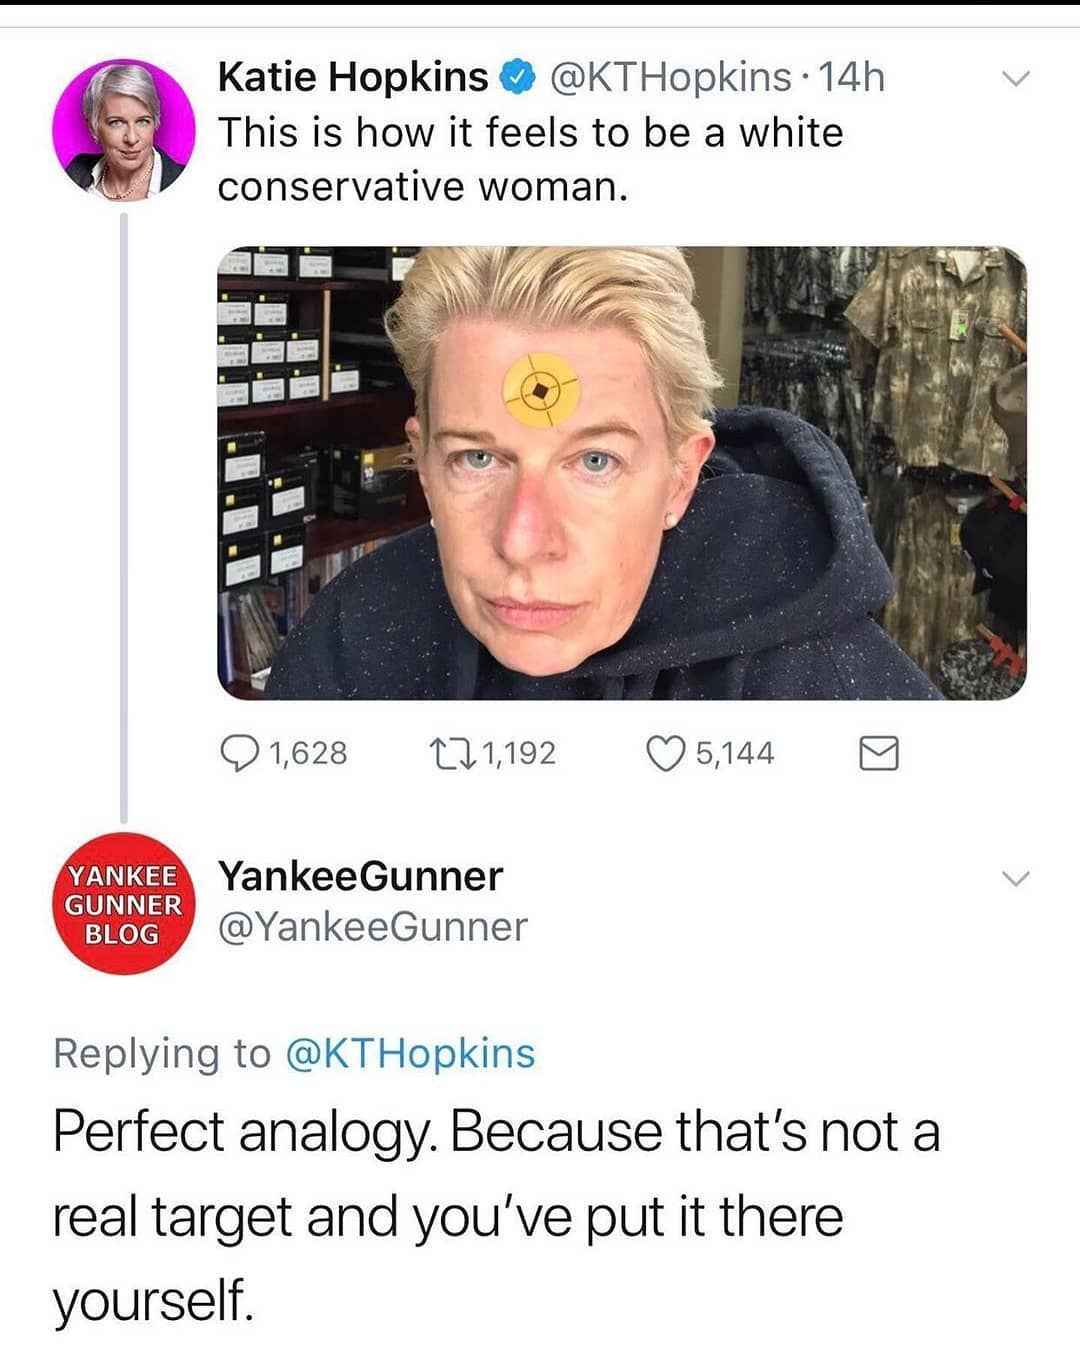 Katie Hopkins @KTHopkins · 14h
This is how it feels to be a white
conservative woman.
1,628 1,192 5,144
YANKEE
GUNNER
BLOG
YankeeGunner
@YankeeGunner
Replying to @KTHopkins
Perfect analogy. Because that's not a
real target and you've put it there
yourself.